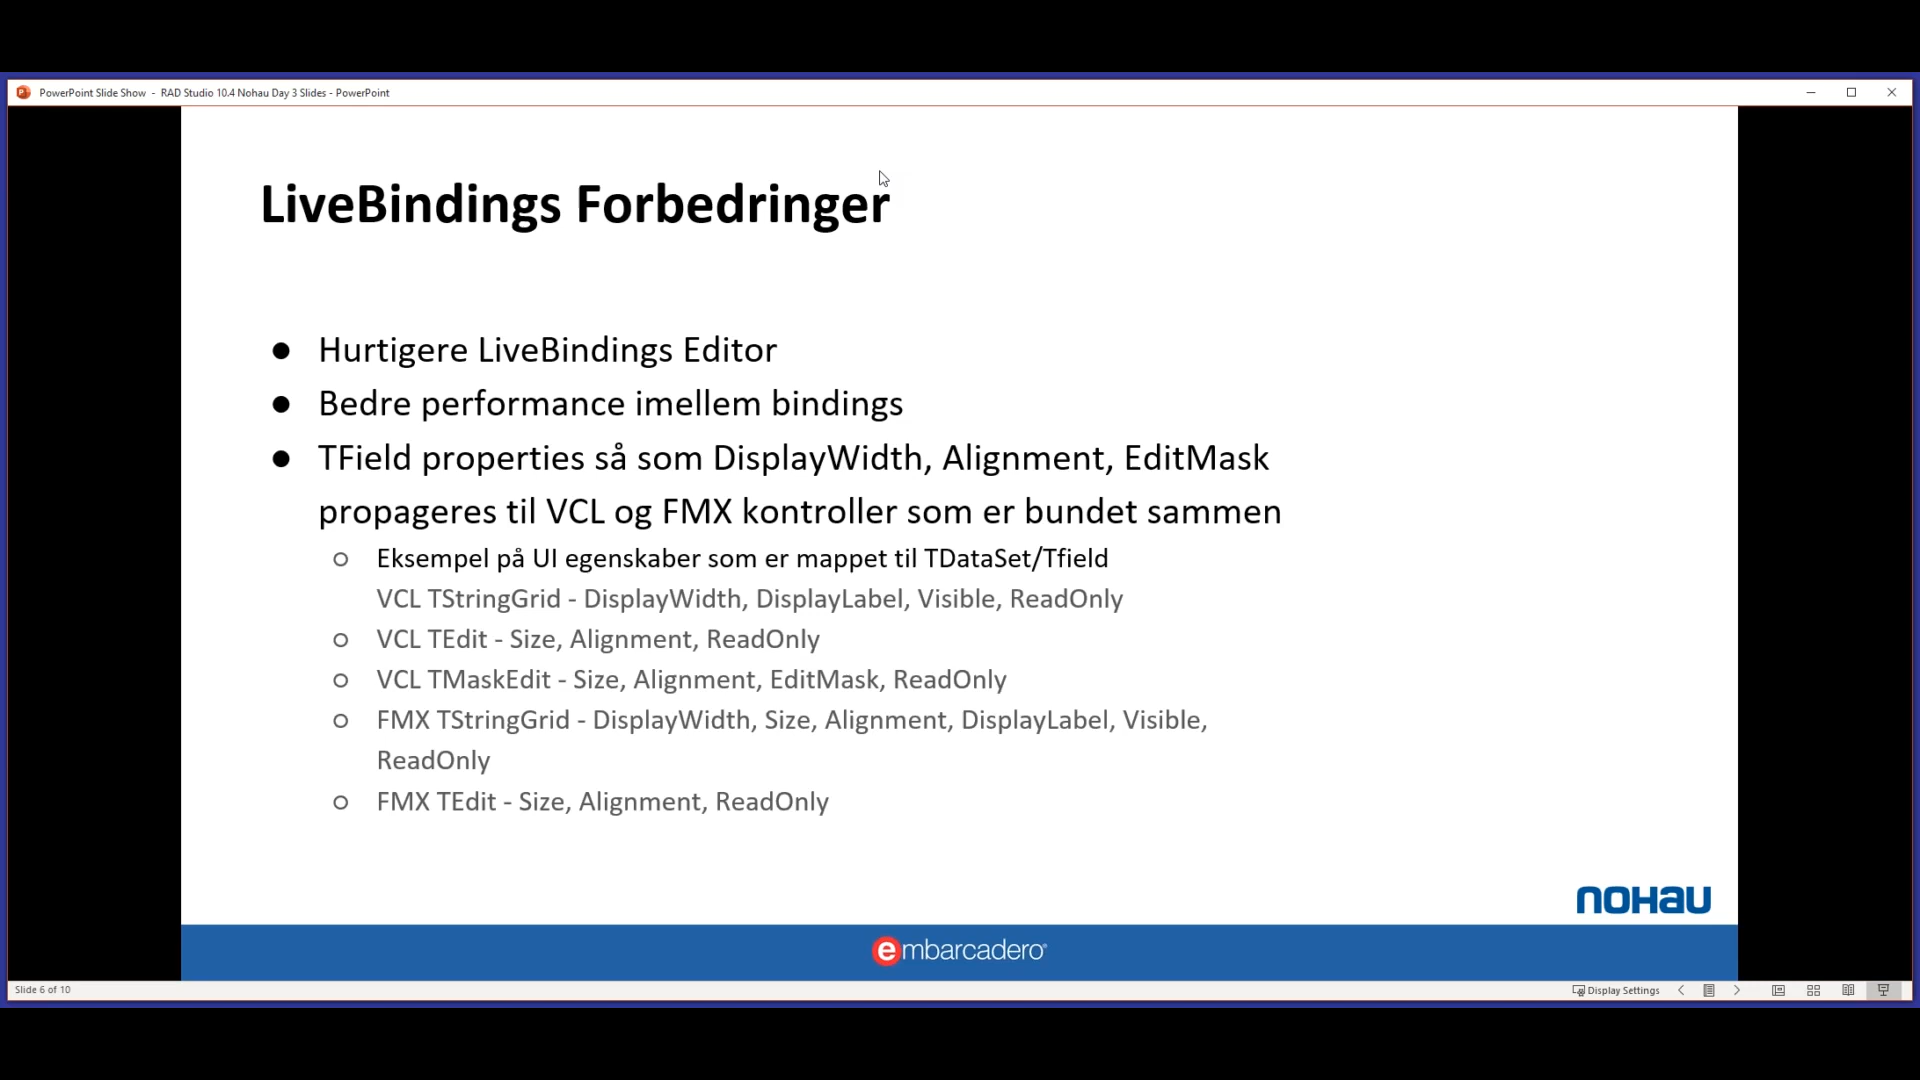 PowerPoint Slide Show - RAD Studio 10.4 Nohau Day 3 Slides - PowerPoint
LiveBindings Forbedringer
● Hurtigere LiveBindings Editor
● Bedre performance imellem bindings
● TField properties så som DisplayWidth, Alignment, EditMask
propageres til VCL og FMX kontroller som er bundet sammen
○ Eksempel på UI egenskaber som er mappet til TDataSet/Tfield
VCL TStringGrid - DisplayWidth, DisplayLabel, Visible, ReadOnly
○ VCL TEdit - Size, Alignment, ReadOnly
○ VCL TMaskEdit - Size, Alignment, EditMask, ReadOnly
○ FMX TStringGrid - DisplayWidth, Size, Alignment, DisplayLabel, Visible,
ReadOnly
○ FMX TEdit - Size, Alignment, ReadOnly
noHau
embarcadero®
Slide 6 of 10
Display Settings